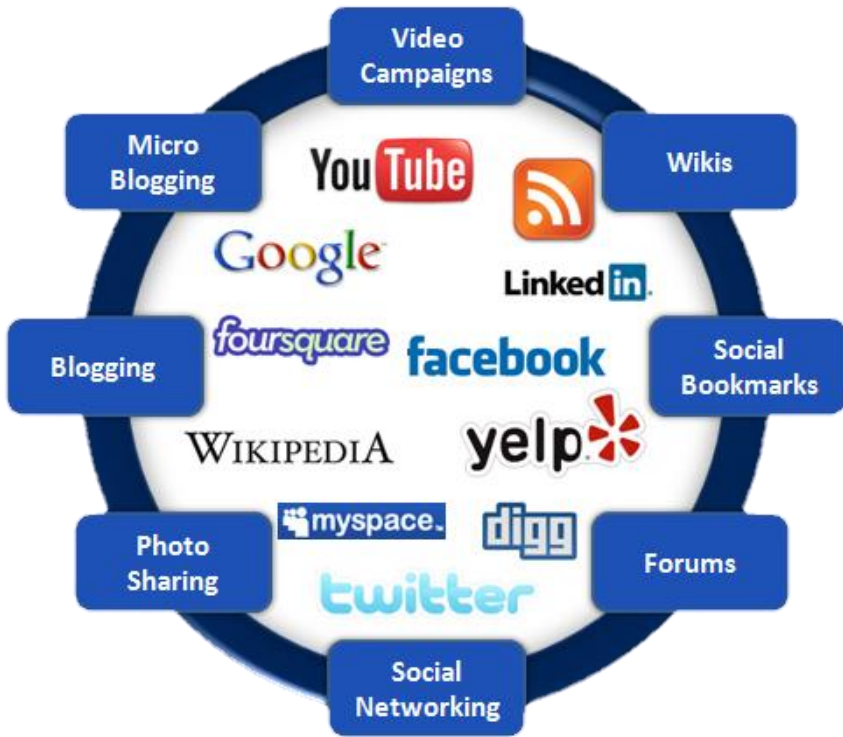 Video
Campaigns
Micro
Blogging
Wikis
YouTube
Google
LinkedIn
foursquare
facebook
Blogging
Social
Bookmarks
WIKIPEDIA
yelp
myspace
digg
Photo
Sharing
Forums
twitter
Social
Networking